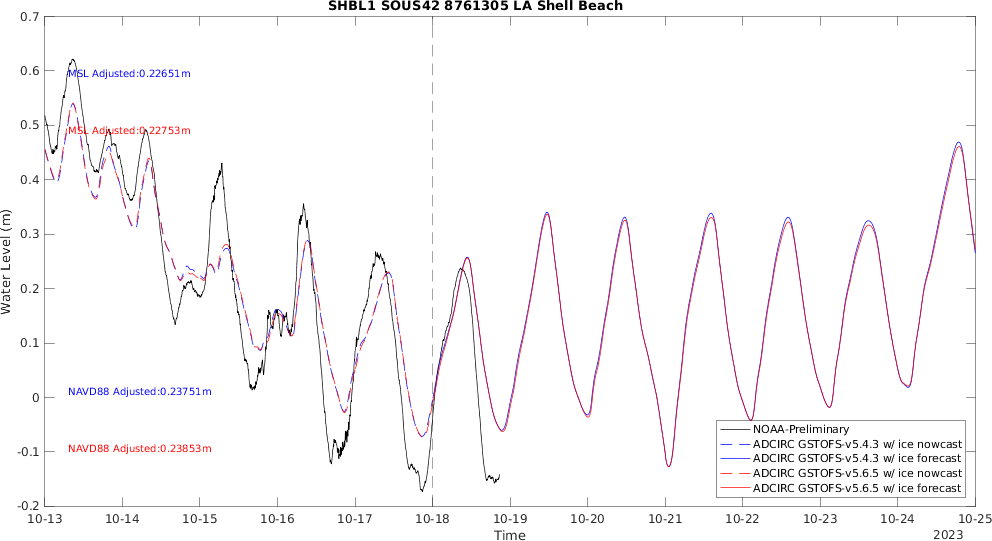 SHBL1 SOUS42 8761305 LA Shell Beach
0.7
0.6
0.5
0.4
0.3
0.2
0.1
0
-0.1
-0.2
Water Level (m)
MSL Adjusted:0.22651m
MSL Adjusted:0.22753m
NAVD88 Adjusted:0.23751m
NAVD88 Adjusted:0.23853m
NOAA-Preliminary
ADCIRC GSTOFS-v5.4.3 w/ ice nowcast
ADCIRC GSTOFS-v5.4.3 w/ ice forecast
ADCIRC GSTOFS-v5.6.5 w/ ice nowcast
ADCIRC GSTOFS-v5.6.5 w/ ice forecast
10-13 10-14 10-15 10-16 10-17 10-18 10-19 10-20 10-21 10-22 10-23 10-24 10-25
Time
2023